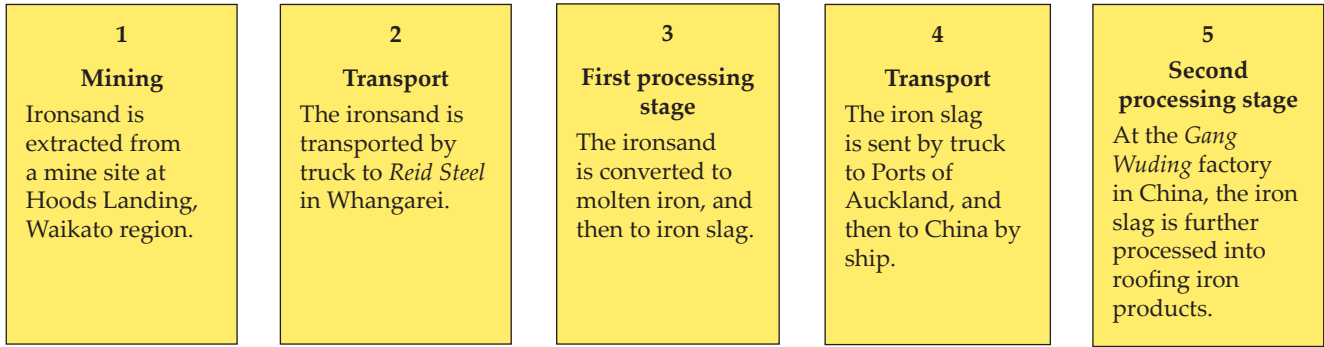 1
Mining
Ironsand is
extracted from
a mine site at
Hoods Landing,
Waikato region.
2
Transport
The ironsand is
transported by
truck to Reid Steel
in Whangarei.
3
First processing
stage
The ironsand
is converted to
molten iron, and
then to iron slag.
4
Transport
The iron slag
is sent by truck
to Ports of
Auckland, and
then to China by
ship.
5
Second
processing stage
At the Gang
Wuding factory
in China, the iron
slag is further
processed into
roofing iron
products.